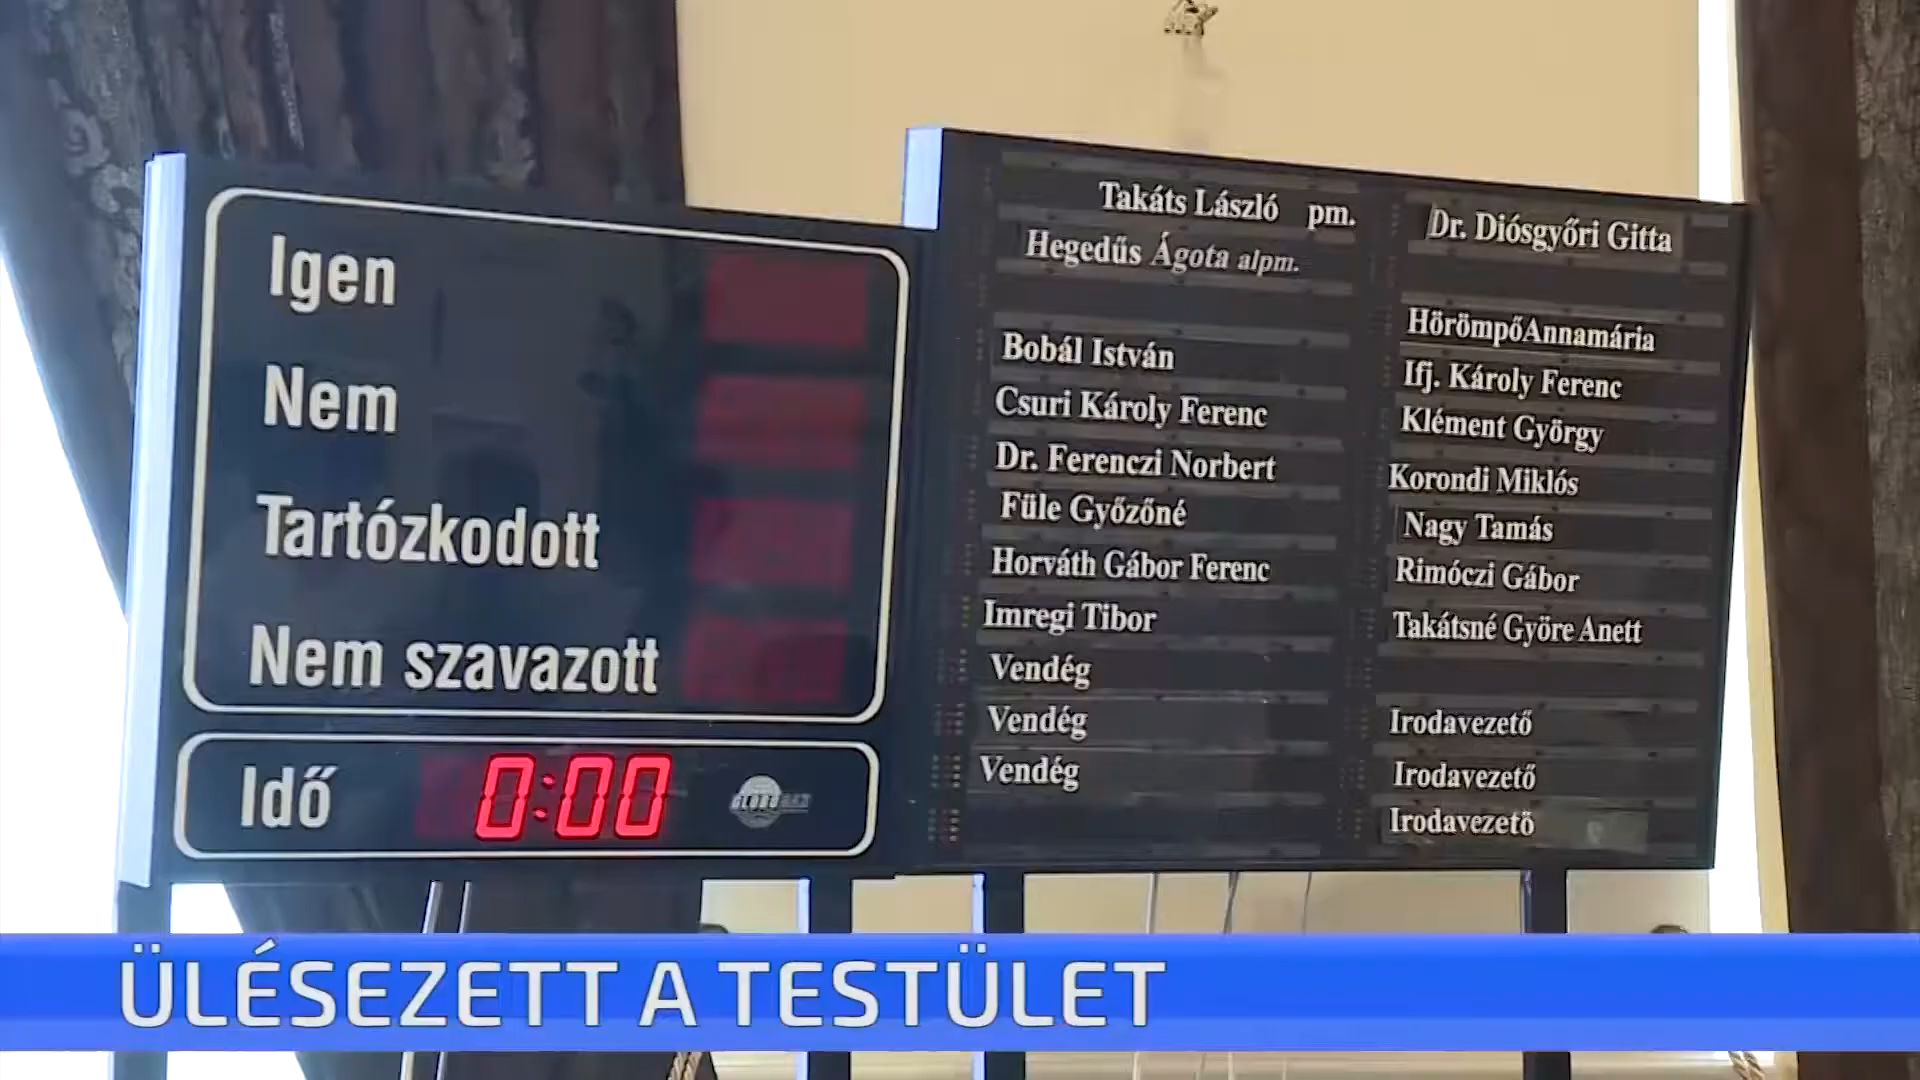 Igen
Nem
Tartózkodott
Nem szavazott
Idő 0:00
Takáts László pm.
Hegedűs Ágota alpm.
Bobál István
Csuri Károly Ferenc
Dr. Ferenczi Norbert
Füle Győzőné
Horváth Gábor Ferenc
Imregi Tibor
Vendég
Vendég
Vendég
Dr. Diósgyőri Gitta
HörömpőAnnamária
Ifj. Károly Ferenc
Klément György
Korondi Miklós
Nagy Tamás
Rimóczi Gábor
Takátsné Györe Anett
Irodavezető
Irodavezető
Irodavezető
ÜLÉSEZETT A TESTÜLET